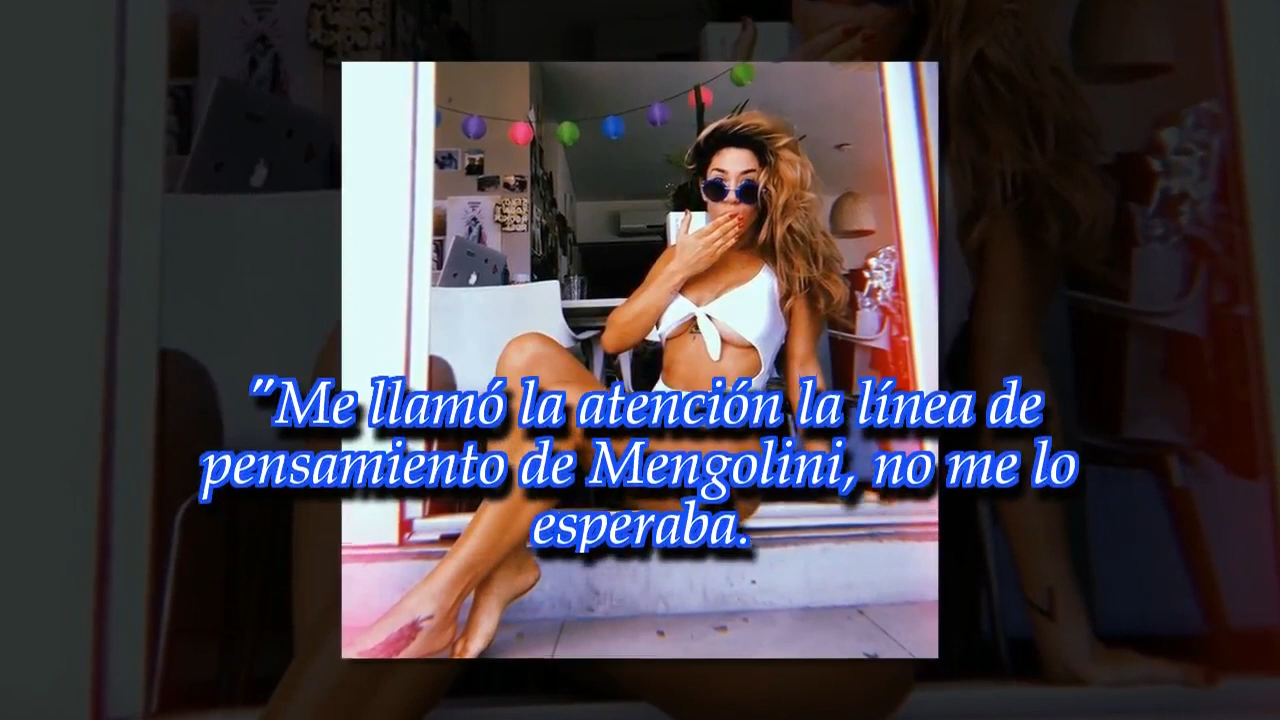 "Me llamó la atención la línea de
pensamiento de Mengolini, no me lo
esperaba.